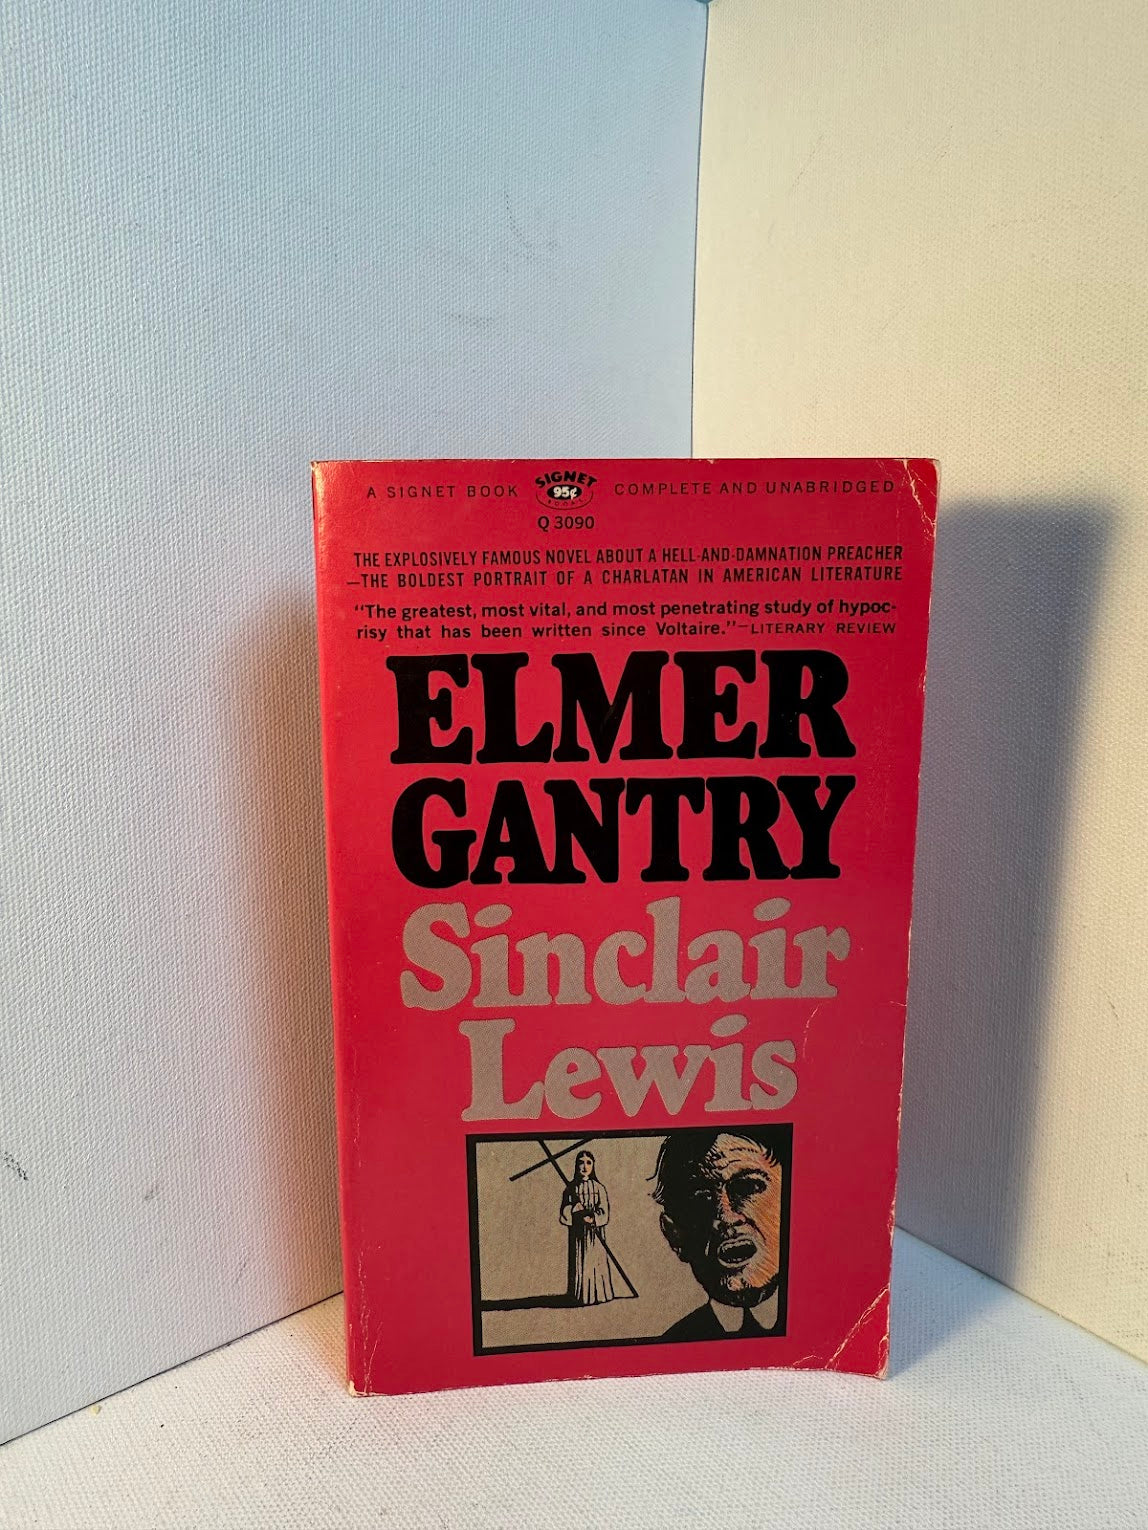 A SIGNET BOOK
SIGNET
95¢
BOOKS
COMPLETE AND UNABRIDGED
Q 3090
THE EXPLOSIVELY FAMOUS NOVEL ABOUT A HELL-AND-DAMNATION PREACHER
—THE BOLDEST PORTRAIT OF A CHARLATAN IN AMERICAN LITERATURE
"The greatest, most vital, and most penetrating study of hypoc-
risy that has been written since Voltaire."—LITERARY REVIEW
ELMER
GANTRY
Sinclair
Lewis